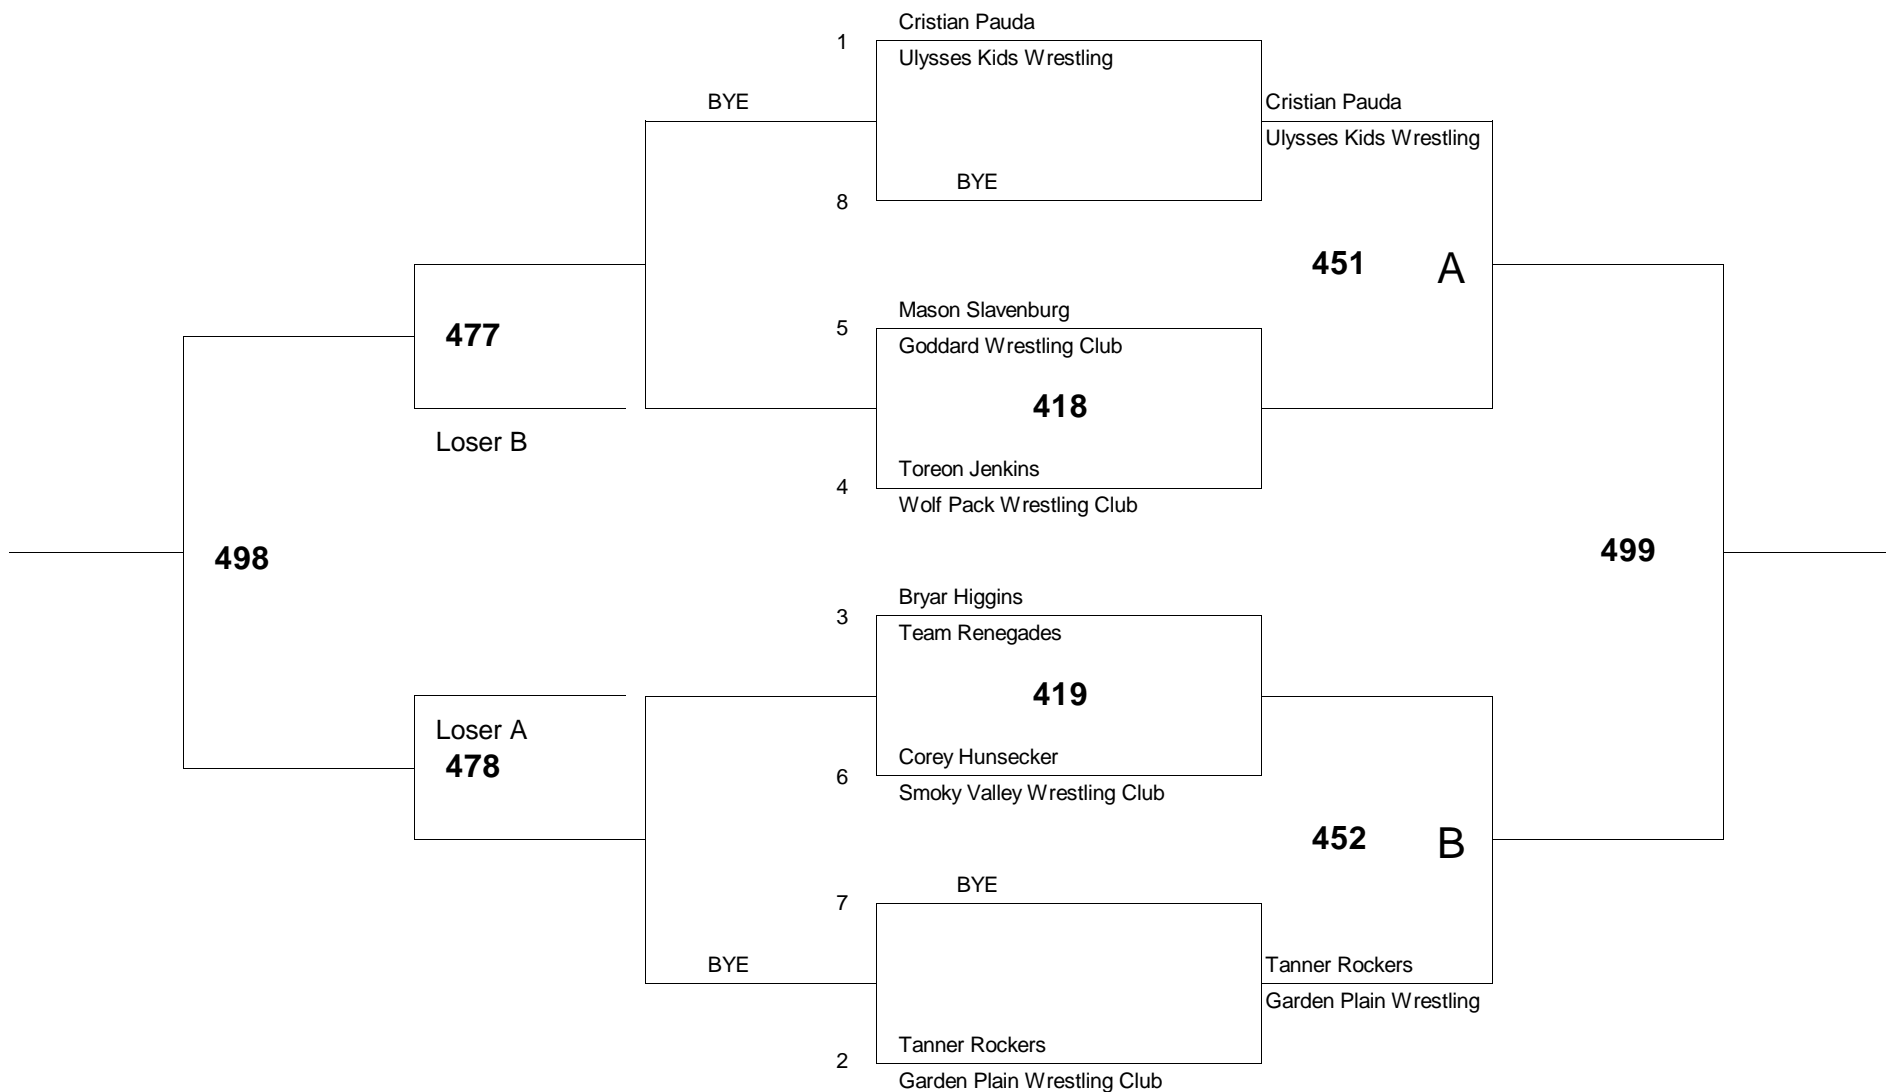 Cristian Pauda
1
Ulysses Kids Wrestling
BYE
Cristian Pauda
Ulysses Kids Wrestling
BYE
8
451 A
Mason Slavenburg
5
477
Goddard Wrestling Club
418
Loser B
Toreon Jenkins
4
Wolf Pack Wrestling Club
498
499
Bryar Higgins
3
Team Renegades
419
Loser A
478
Corey Hunsecker
6
Smoky Valley Wrestling Club
452 B
BYE
7
BYE
Tanner Rockers
Garden Plain Wrestling
Tanner Rockers
2
Garden Plain Wrestling Club